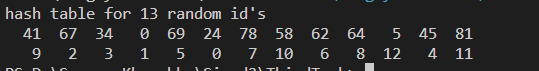 hash table for 13 random id's
41 67 34 0 69 24 78 58 62 64 5 45 81
9 2 3 1 5 0 7 10 6 8 12 4 11